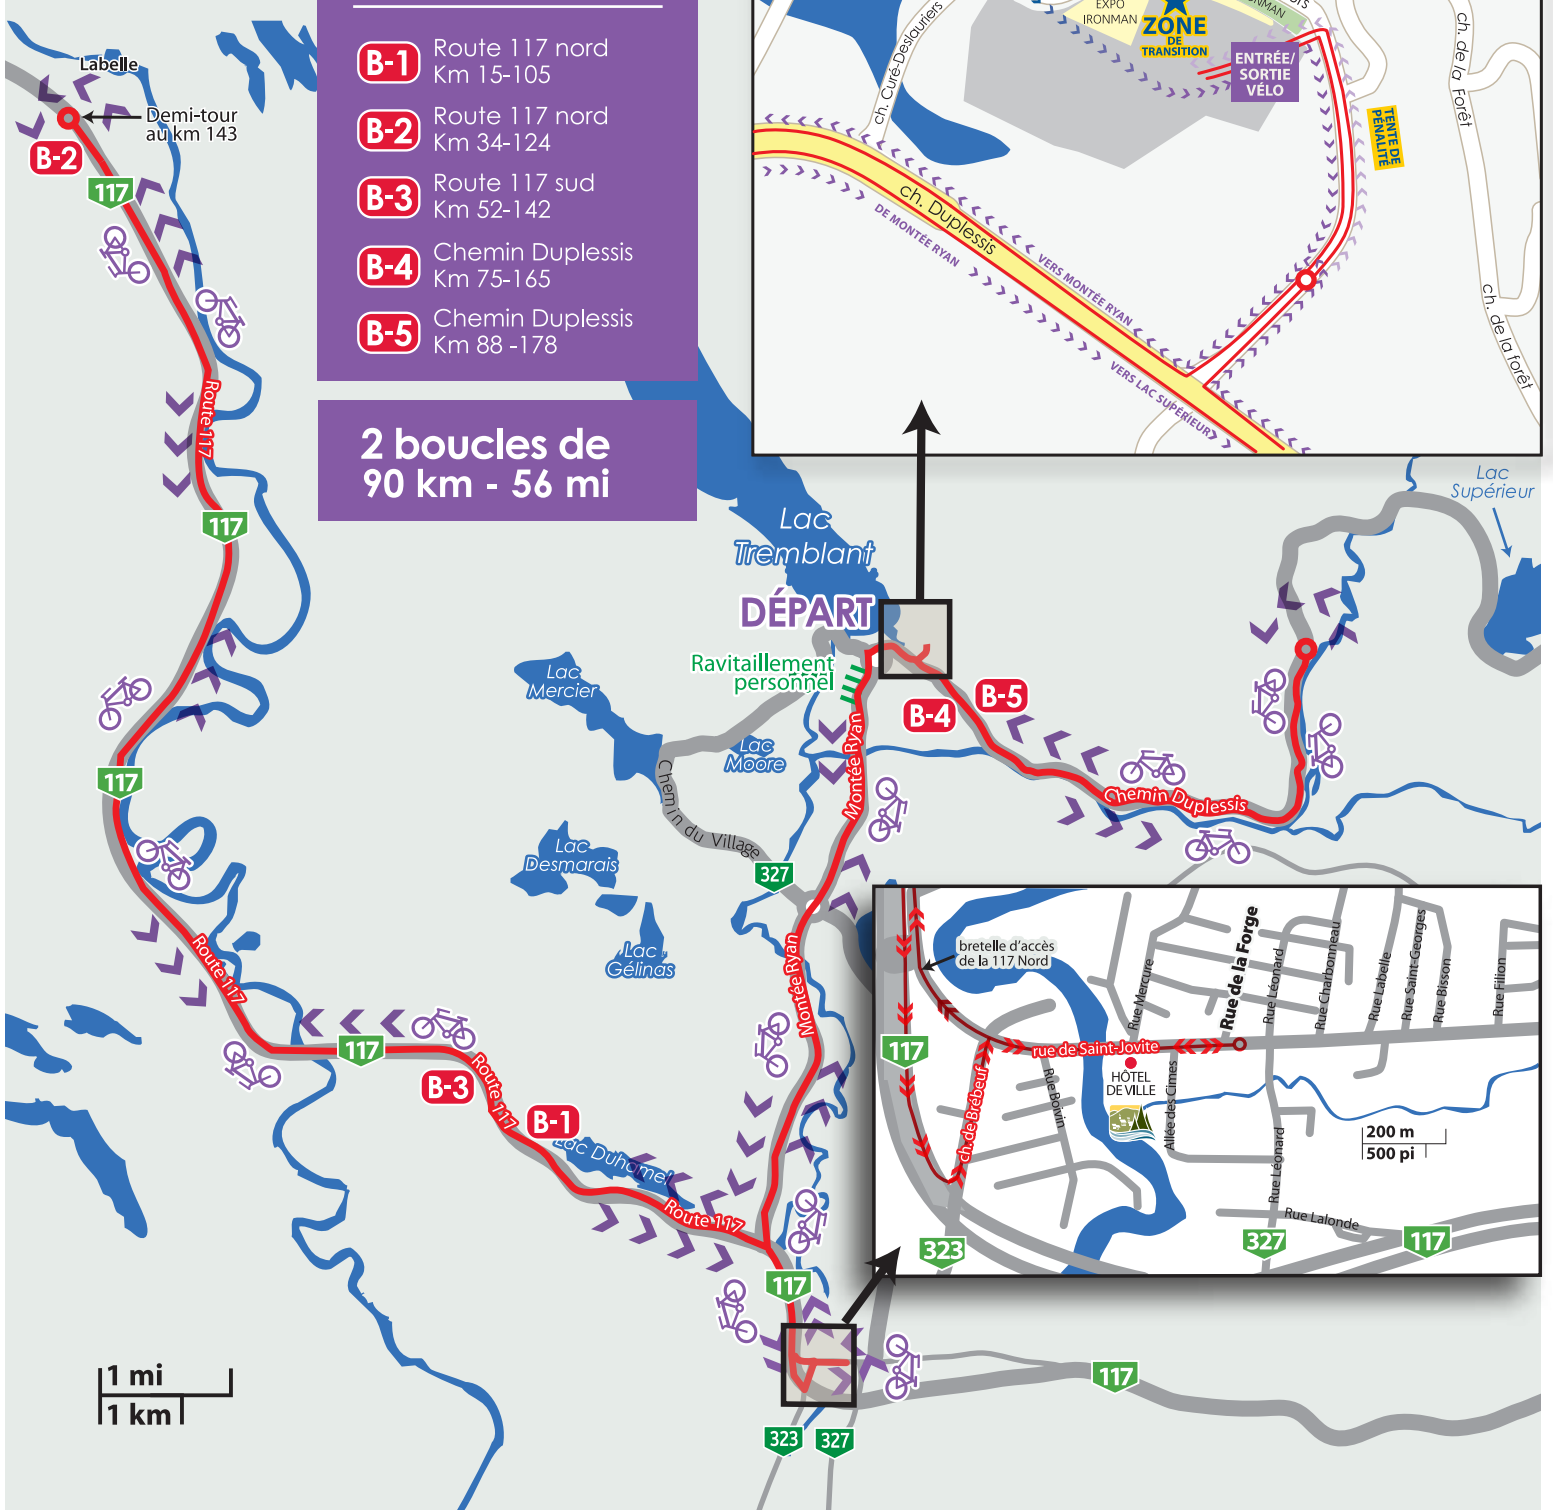 B-1
Route 117 nord
Km 15-105
B-2
Route 117 nord
Km 34-124
B-3
Route 117 sud
Km 52-142
B-4
Chemin Duplessis
Km 75-165
B-5
Chemin Duplessis
Km 88 -178
2 boucles de
90 km - 56 mi
Labelle
Demi-tour
au km 143
B-2
117
Route 117
117
117
Route 117
117
B-3
Route 117
B-1
Lac Duhamel
Route 117
117
EXPO
IRONMAN
ZONE
DE
TRANSITION
ENTRÉE/
SORTIE
VÉLO
TENTE DE
PÉNALITÉ
ch. Curé-Deslauriers
ch. de la Forêt
ch. de la forêt
ch. Duplessis
DE MONTÉE RYAN
VERS MONTÉE RYAN
VERS LAC SUPÉRIEUR
Lac
Supérieur
Lac
Tremblant
DÉPART
Ravitaillement
personnel
Lac
Mercier
Lac
Moore
Chemin du Village
327
Lac
Desmarais
Lac
Gélinas
Montée Ryan
Montée Ryan
B-4
B-5
Chemin Duplessis
bretelle d'accès
de la 117 Nord
117
ch. de Brébeuf
rue de Saint-Jovite
Rue de la Forge
HÔTEL
DE VILLE
Rue Mercure
Rue Léonard
Rue Charbonneau
Rue Labelle
Rue Saint-Georges
Rue Bisson
Rue Filion
Rue Boivin
Allée des Cimes
Rue Léonard
Rue Lalonde
200 m
500 pi
323
327
117
117
323
327
1 mi
1 km